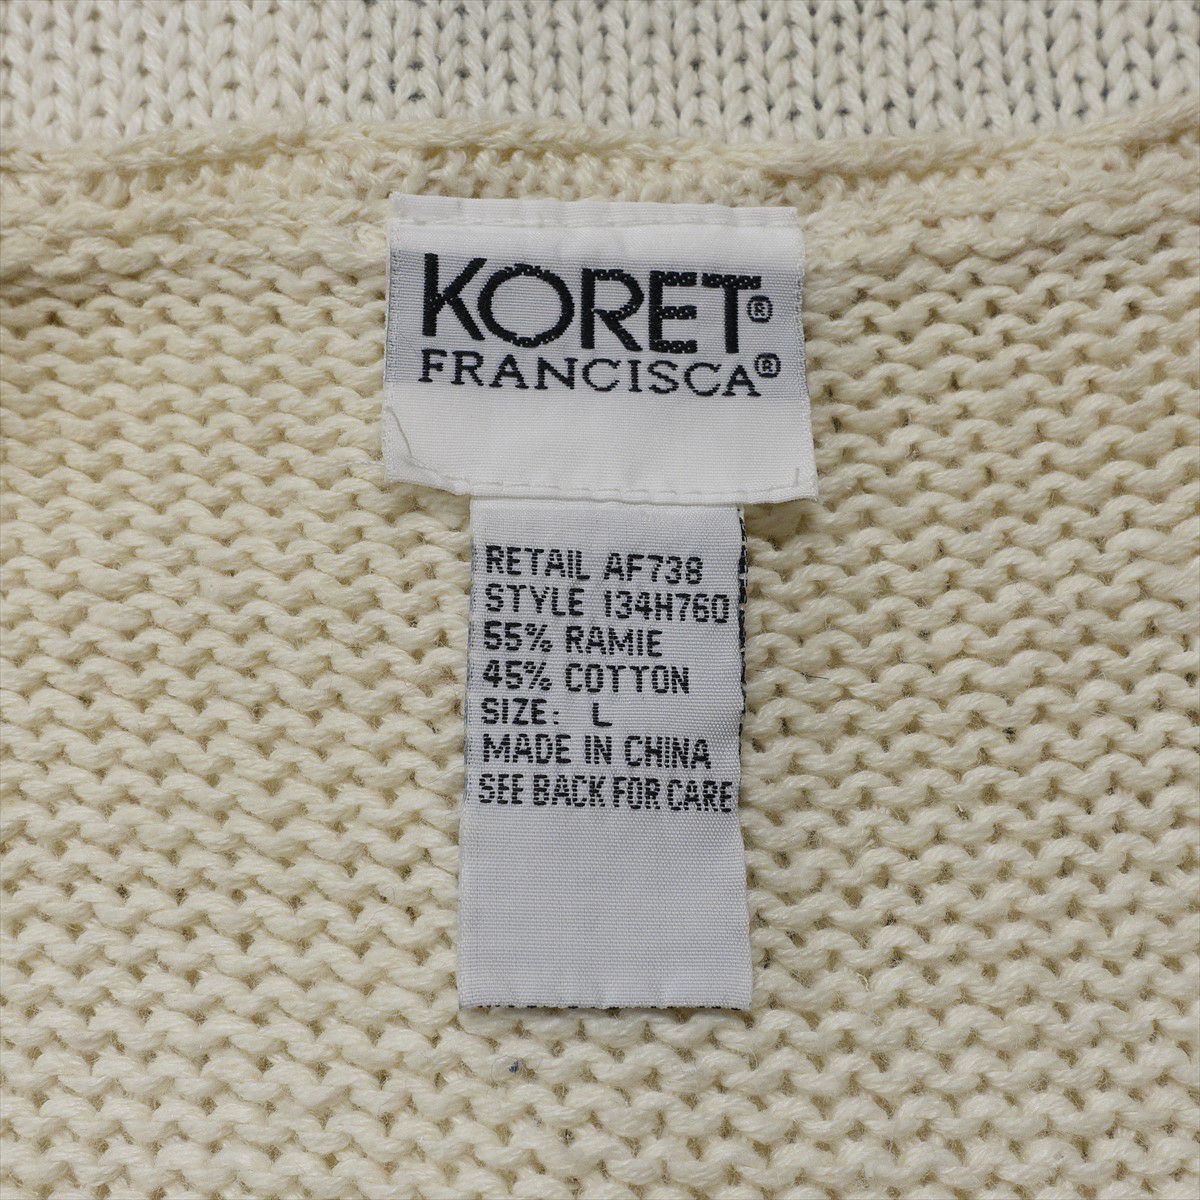 KORET®
FRANCISCA®
RETAIL AF738
STYLE 134H760
55% RAMIE
45% COTTON
SIZE: L
MADE IN CHINA
SEE BACK FOR CARE